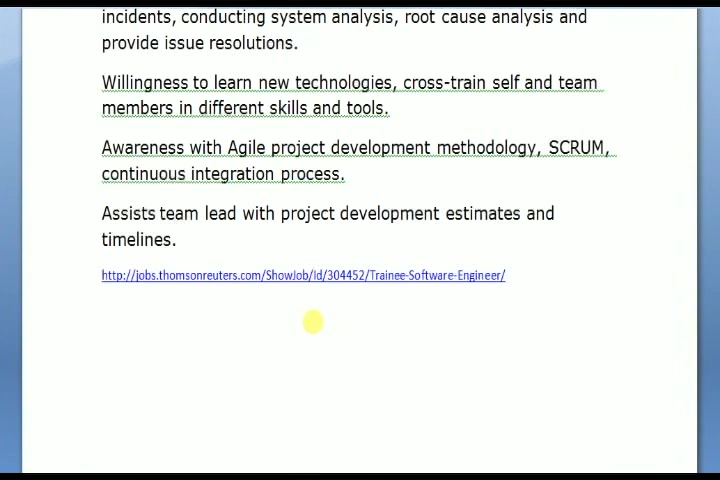 incidents, conducting system analysis, root cause analysis and
provide issue resolutions.
Willingness to learn new technologies, cross-train self and team
members in different skills and tools.
Awareness with Agile project development methodology, SCRUM,
continuous integration process.
Assists team lead with project development estimates and
timelines.
http://jobs.thomsonreuters.com/ShowJob/Id/304452/Trainee-Software-Engineer/